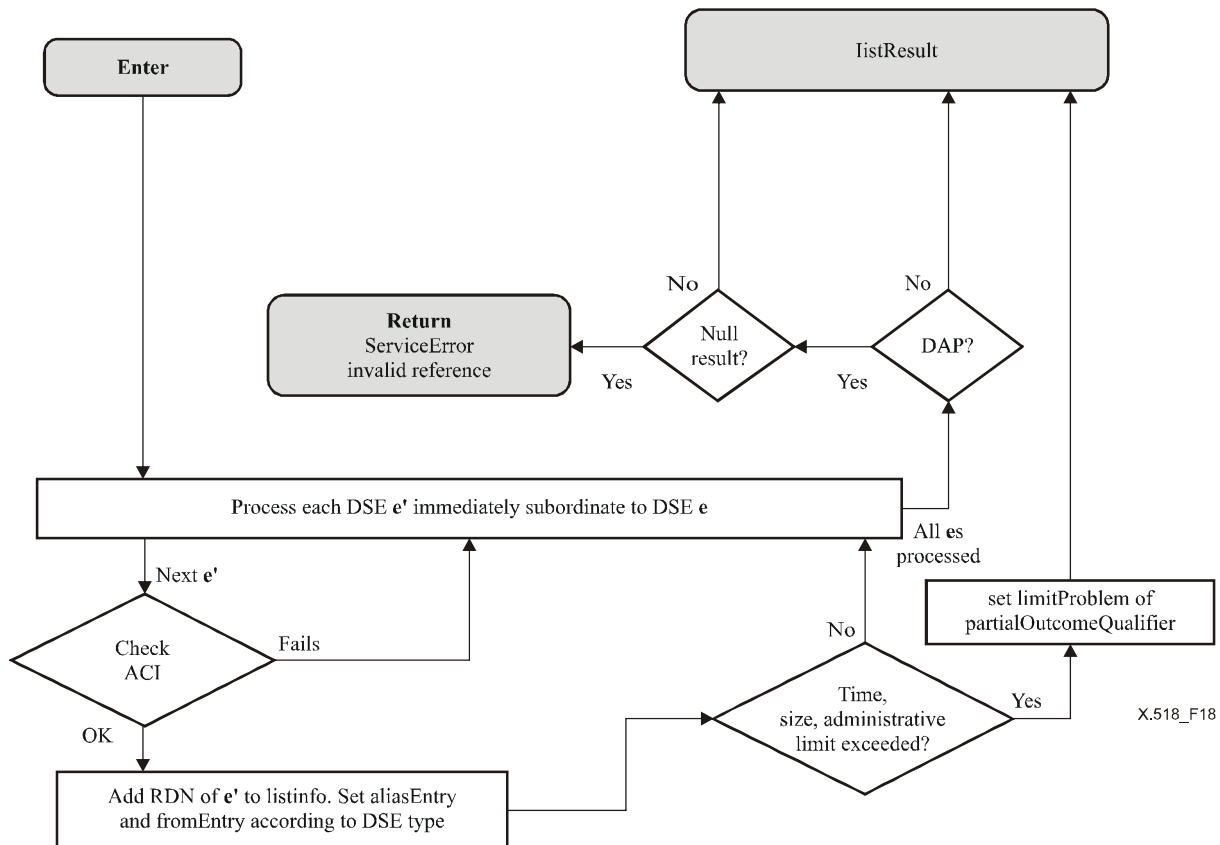 Enter
listResult
No
No
Return
ServiceError
invalid reference
Null
result?
DAP?
Yes
Yes
Process each DSE e' immediately subordinate to DSE e
All es
processed
Next e'
set limitProblem of
partialOutcomeQualifier
Check
ACI
Fails
No
Time,
size, administrative
limit exceeded?
Yes
X.518_F18
OK
Add RDN of e' to listinfo. Set aliasEntry
and fromEntry according to DSE type